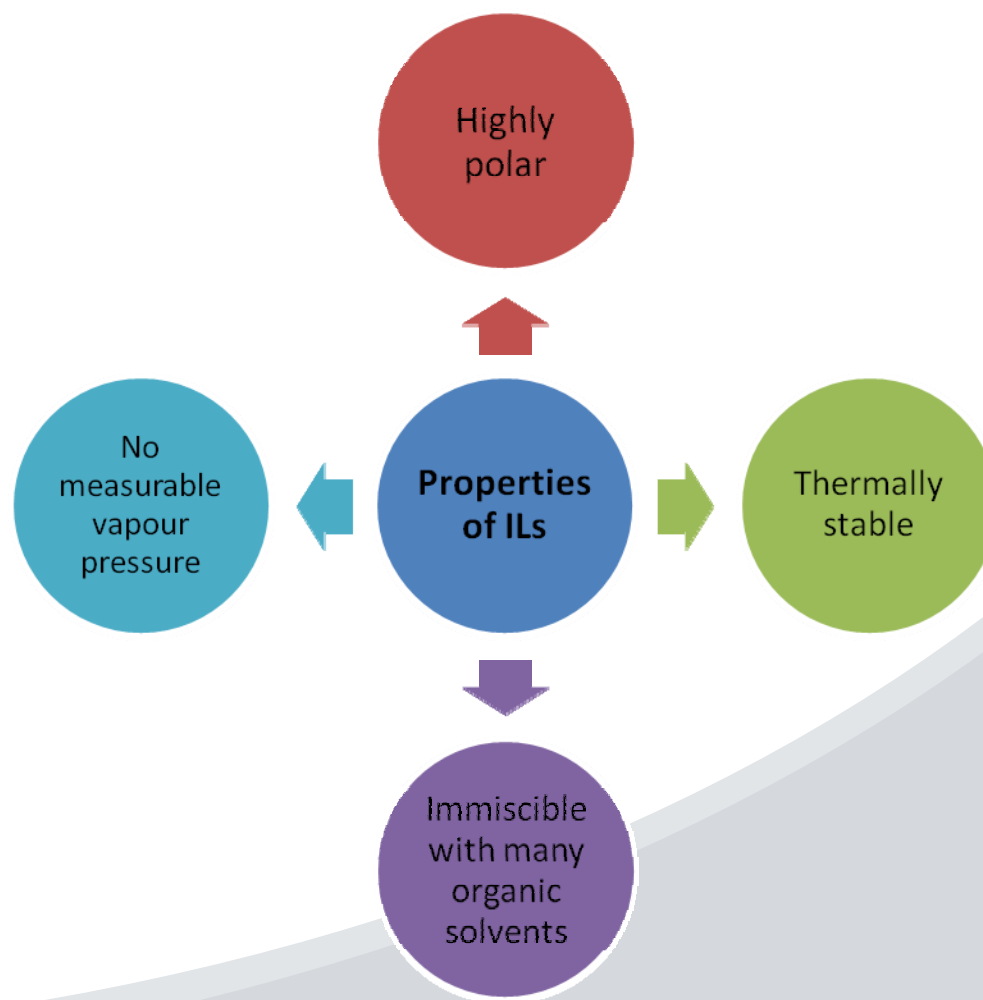 Highly
polar
No
measurable
vapour
pressure
Properties
of ILs
Thermally
stable
Immiscible
with many
organic
solvents